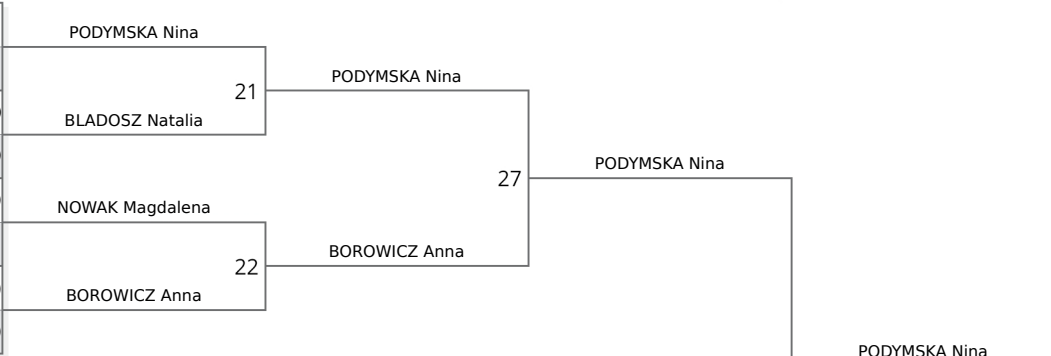 PODYMSKA Nina
PODYMSKA Nina
21
BLADOSZ Natalia
PODYMSKA Nina
27
NOWAK Magdalena
BOROWICZ Anna
22
BOROWICZ Anna
PODYMSKA Nina